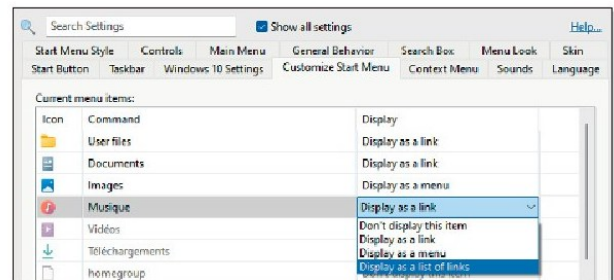 Search Settings Show all settings Help...
Start Menu Style Controls Main Menu General Behavior Search Box Menu Look Skin
Start Button Taskbar Windows 10 Settings Customize Start Menu Context Menu Sounds Language
Current menu items:
Icon Command Display
User files Display as a link
Documents Display as a link
Images Display as a menu
Musique Display as a link
Vidéos Don't display this item
Display as a link
Téléchargements Display as a menu
Display as a list of links
homegroup